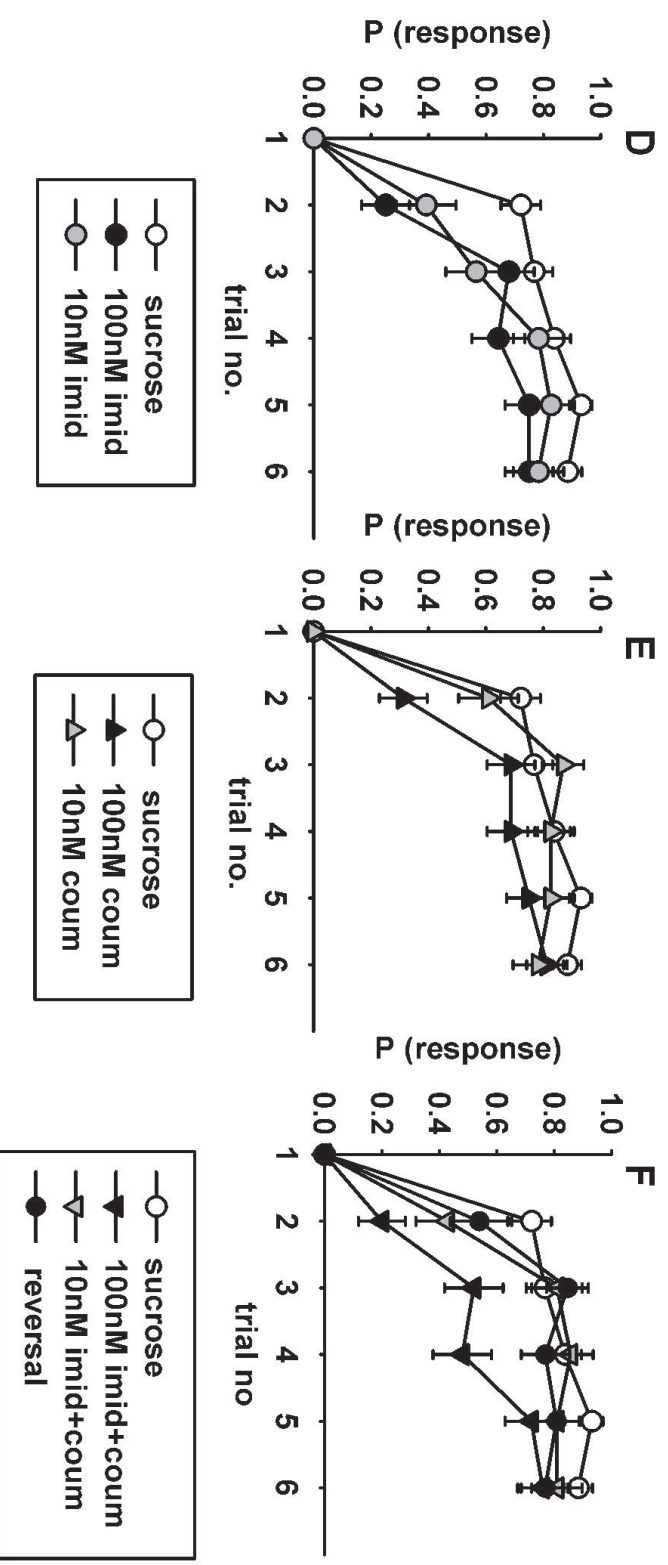 D
P (response)
1.0
0.8
0.6
0.4
0.2
0.0
1 2 3 4 5 6
trial no.
sucrose
100nM imid
10nM imid
E
P (response)
1.0
0.8
0.6
0.4
0.2
0.0
1 2 3 4 5 6
trial no.
sucrose
100nM coum
10nM coum
F
P (response)
1.0
0.8
0.6
0.4
0.2
0.0
1 2 3 4 5 6
trial no
sucrose
100nM imid+coum
10nM imid+coum
reversal